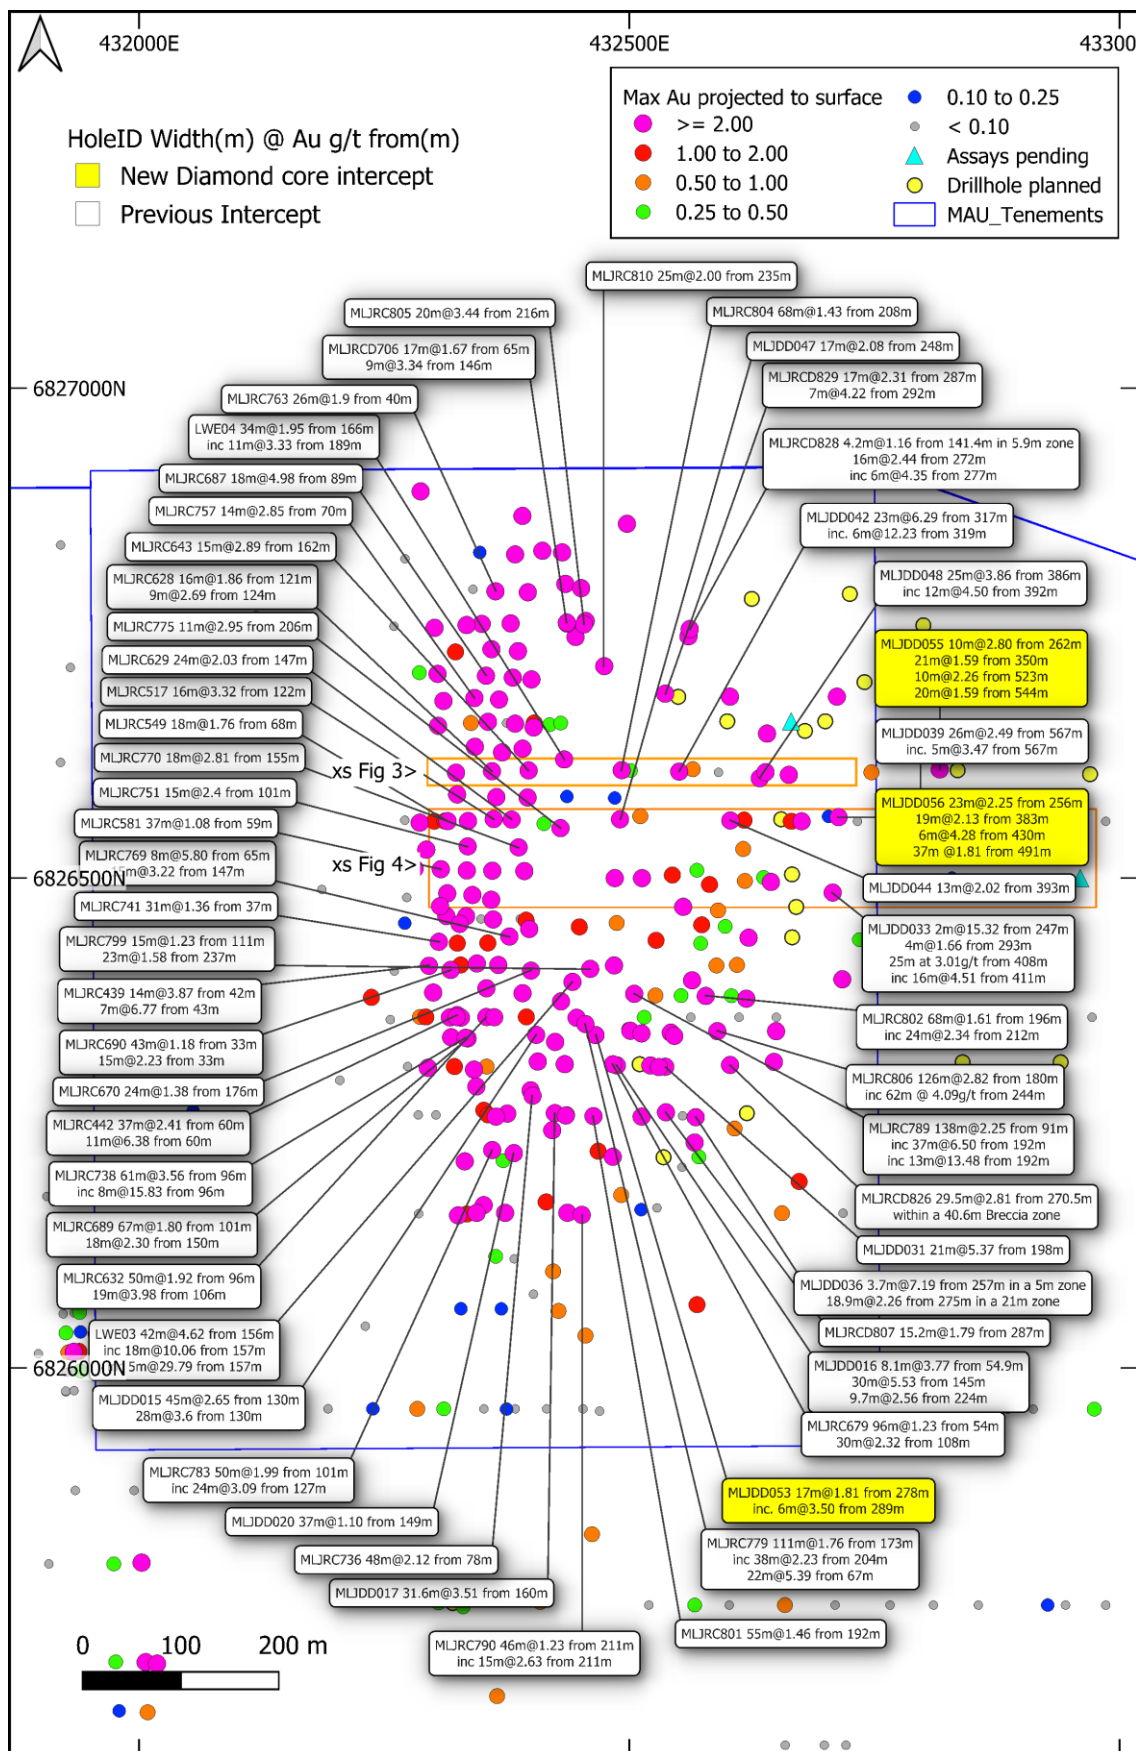 432000E
432500E
43300
Max Au projected to surface
>= 2.00
1.00 to 2.00
0.50 to 1.00
0.25 to 0.50
0.10 to 0.25
< 0.10
Assays pending
Drillhole planned
MAU_Tenements
HoleID Width(m) @ Au g/t from(m)
New Diamond core intercept
Previous Intercept
MLJRC810 25m@2.00 from 235m
MLJRC805 20m@3.44 from 216m
MLJRC804 68m@1.43 from 208m
MLJRCD706 17m@1.67 from 65m
9m@3.34 from 146m
MLJDD047 17m@2.08 from 248m
6827000N
MLJRCD829 17m@2.31 from 287m
7m@4.22 from 292m
MLJRC763 26m@1.9 from 40m
LWE04 34m@1.95 from 166m
inc 11m@3.33 from 189m
MLJRCD828 4.2m@1.16 from 141.4m in 5.9m zone
16m@2.44 from 272m
inc 6m@4.35 from 277m
MLJRC687 18m@4.98 from 89m
MLJRC757 14m@2.85 from 70m
MLJDD042 23m@6.29 from 317m
inc. 6m@12.23 from 319m
MLJRC643 15m@2.89 from 162m
MLJRC628 16m@1.86 from 121m
9m@2.69 from 124m
MLJDD048 25m@3.86 from 386m
inc 12m@4.50 from 392m
MLJRC775 11m@2.95 from 206m
MLJRC629 24m@2.03 from 147m
MLJDD055 10m@2.80 from 262m
21m@1.59 from 350m
10m@2.26 from 523m
20m@1.59 from 544m
MLJRC517 16m@3.32 from 122m
MLJRC549 18m@1.76 from 68m
MLJDD039 26m@2.49 from 567m
inc. 5m@3.47 from 567m
MLJRC770 18m@2.81 from 155m
xs Fig 3>
MLJRC751 15m@2.4 from 101m
MLJDD056 23m@2.25 from 256m
19m@2.13 from 383m
6m@4.28 from 430m
37m @1.81 from 491m
MLJRC581 37m@1.08 from 59m
MLJRC769 8m@5.80 from 65m
15m@3.22 from 147m
xs Fig 4>
6826500N
MLJDD044 13m@2.02 from 393m
MLJRC741 31m@1.36 from 37m
MLJDD033 2m@15.32 from 247m
4m@1.66 from 293m
25m at 3.01g/t from 408m
inc 16m@4.51 from 411m
MLJRC799 15m@1.23 from 111m
23m@1.58 from 237m
MLJRC439 14m@3.87 from 42m
7m@6.77 from 43m
MLJRC802 68m@1.61 from 196m
inc 24m@2.34 from 212m
MLJRC690 43m@1.18 from 33m
15m@2.23 from 33m
MLJRC670 24m@1.38 from 176m
MLJRC806 126m@2.82 from 180m
inc 62m @ 4.09g/t from 244m
MLJRC442 37m@2.41 from 60m
11m@6.38 from 60m
MLJRC789 138m@2.25 from 91m
inc 37m@6.50 from 192m
inc 13m@13.48 from 192m
MLJRC738 61m@3.56 from 96m
inc 8m@15.83 from 96m
MLJRCD826 29.5m@2.81 from 270.5m
within a 40.6m Breccia zone
MLJRC689 67m@1.80 from 101m
18m@2.30 from 150m
MLJDD031 21m@5.37 from 198m
MLJRC632 50m@1.92 from 96m
19m@3.98 from 106m
MLJDD036 3.7m@7.19 from 257m in a 5m zone
18.9m@2.26 from 275m in a 21m zone
MLJRCD807 15.2m@1.79 from 287m
LWE03 42m@4.62 from 156m
inc 18m@10.06 from 157m
5m@29.79 from 157m
6826000N
MLJDD016 8.1m@3.77 from 54.9m
30m@5.53 from 145m
9.7m@2.56 from 224m
MLJDD015 45m@2.65 from 130m
28m@3.6 from 130m
MLJRC679 96m@1.23 from 54m
30m@2.32 from 108m
MLJRC783 50m@1.99 from 101m
inc 24m@3.09 from 127m
MLJDD053 17m@1.81 from 278m
inc. 6m@3.50 from 289m
MLJDD020 37m@1.10 from 149m
MLJRC779 111m@1.76 from 173m
inc 38m@2.23 from 204m
22m@5.39 from 67m
MLJRC736 48m@2.12 from 78m
MLJDD017 31.6m@3.51 from 160m
MLJRC801 55m@1.46 from 192m
MLJRC790 46m@1.23 from 211m
inc 15m@2.63 from 211m
0 100 200 m